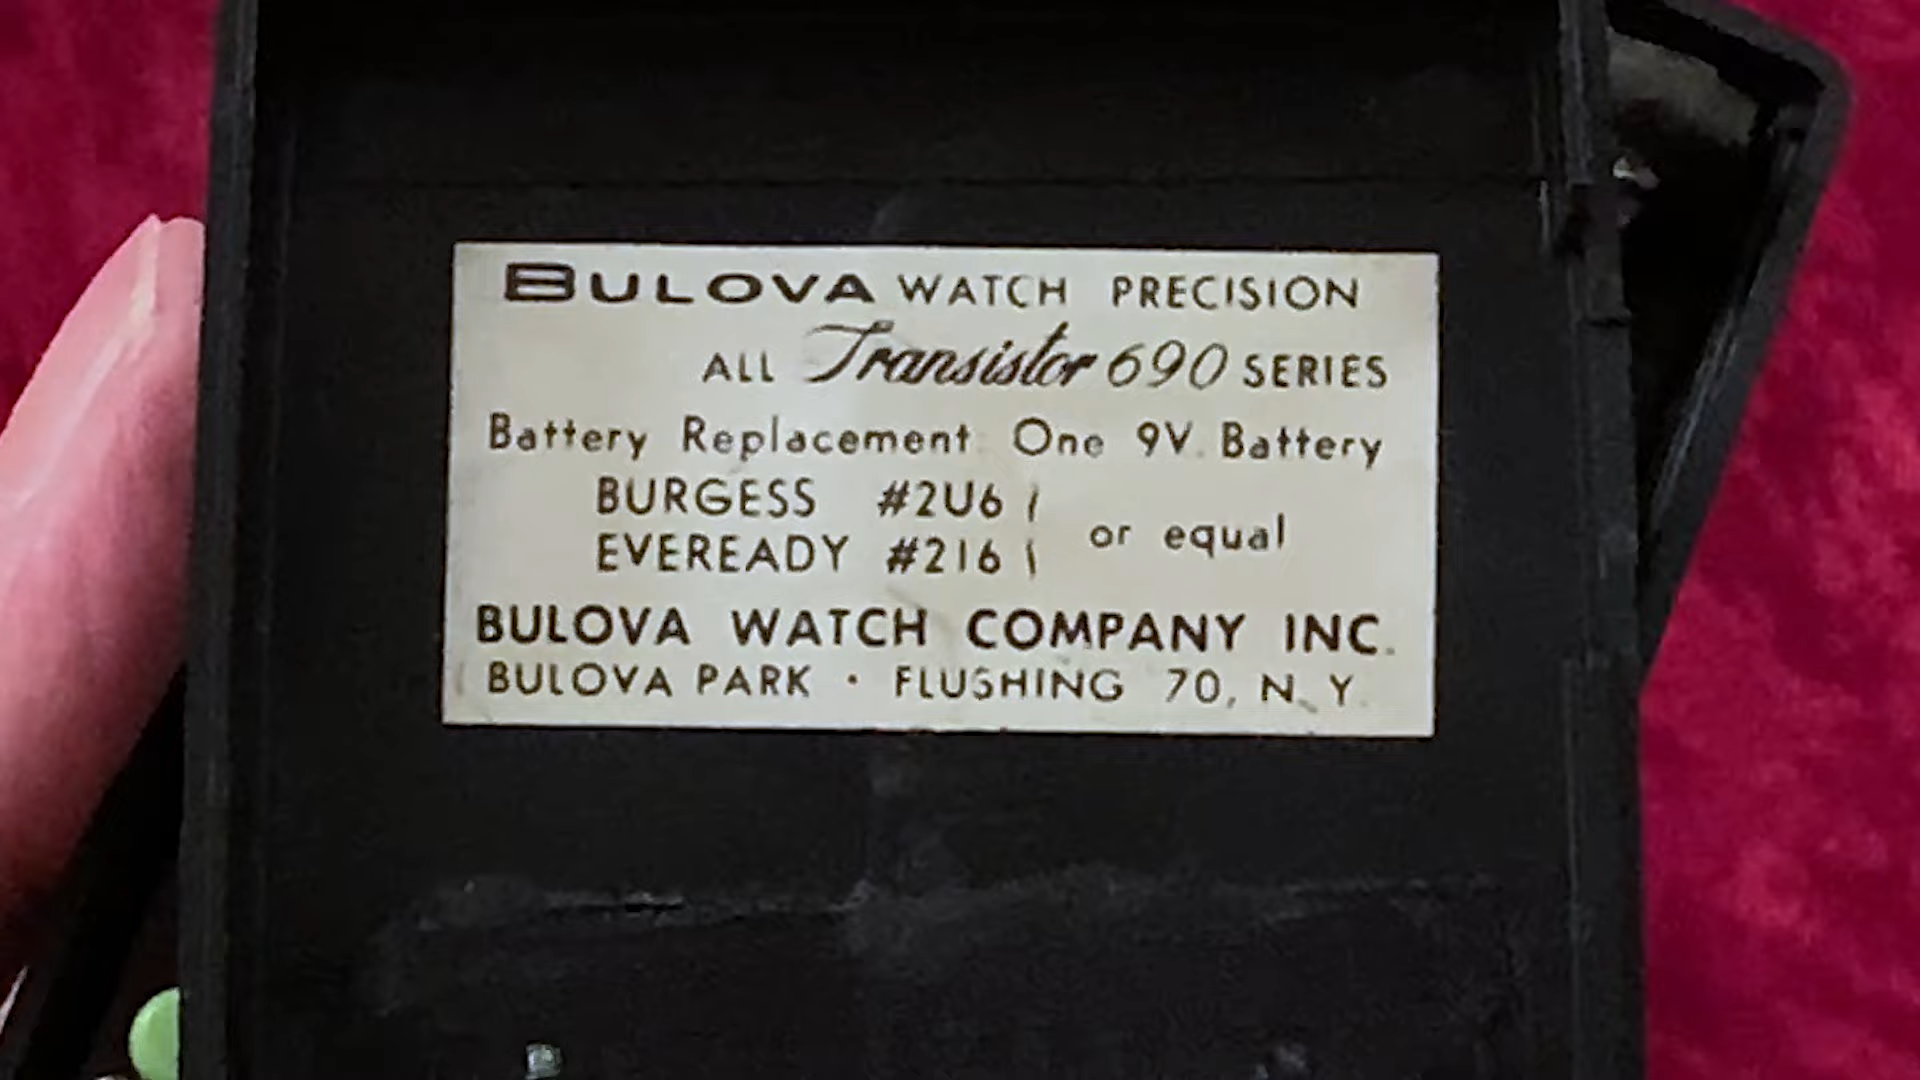 BULOVA WATCH PRECISION
ALL Transistor 690 SERIES
Battery Replacement: One 9V. Battery
BURGESS #2U6
EVEREADY #216
or equal
BULOVA WATCH COMPANY INC.
BULOVA PARK · FLUSHING 70, N. Y.